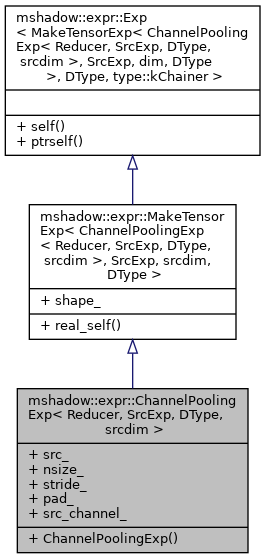 mshadow::expr::Exp
< MakeTensorExp< ChannelPooling
Exp< Reducer, SrcExp, DType,
srcdim >, SrcExp, dim, DType
>, DType, type::kChainer >
+ self()
+ ptrself()
mshadow::expr::MakeTensor
Exp< ChannelPoolingExp
< Reducer, SrcExp, DType,
srcdim >, SrcExp, srcdim,
DType >
+ shape_
+ real_self()
mshadow::expr::ChannelPooling
Exp< Reducer, SrcExp, DType,
srcdim >
+ src_
+ nsize_
+ stride_
+ pad_
+ src_channel_
+ ChannelPoolingExp()